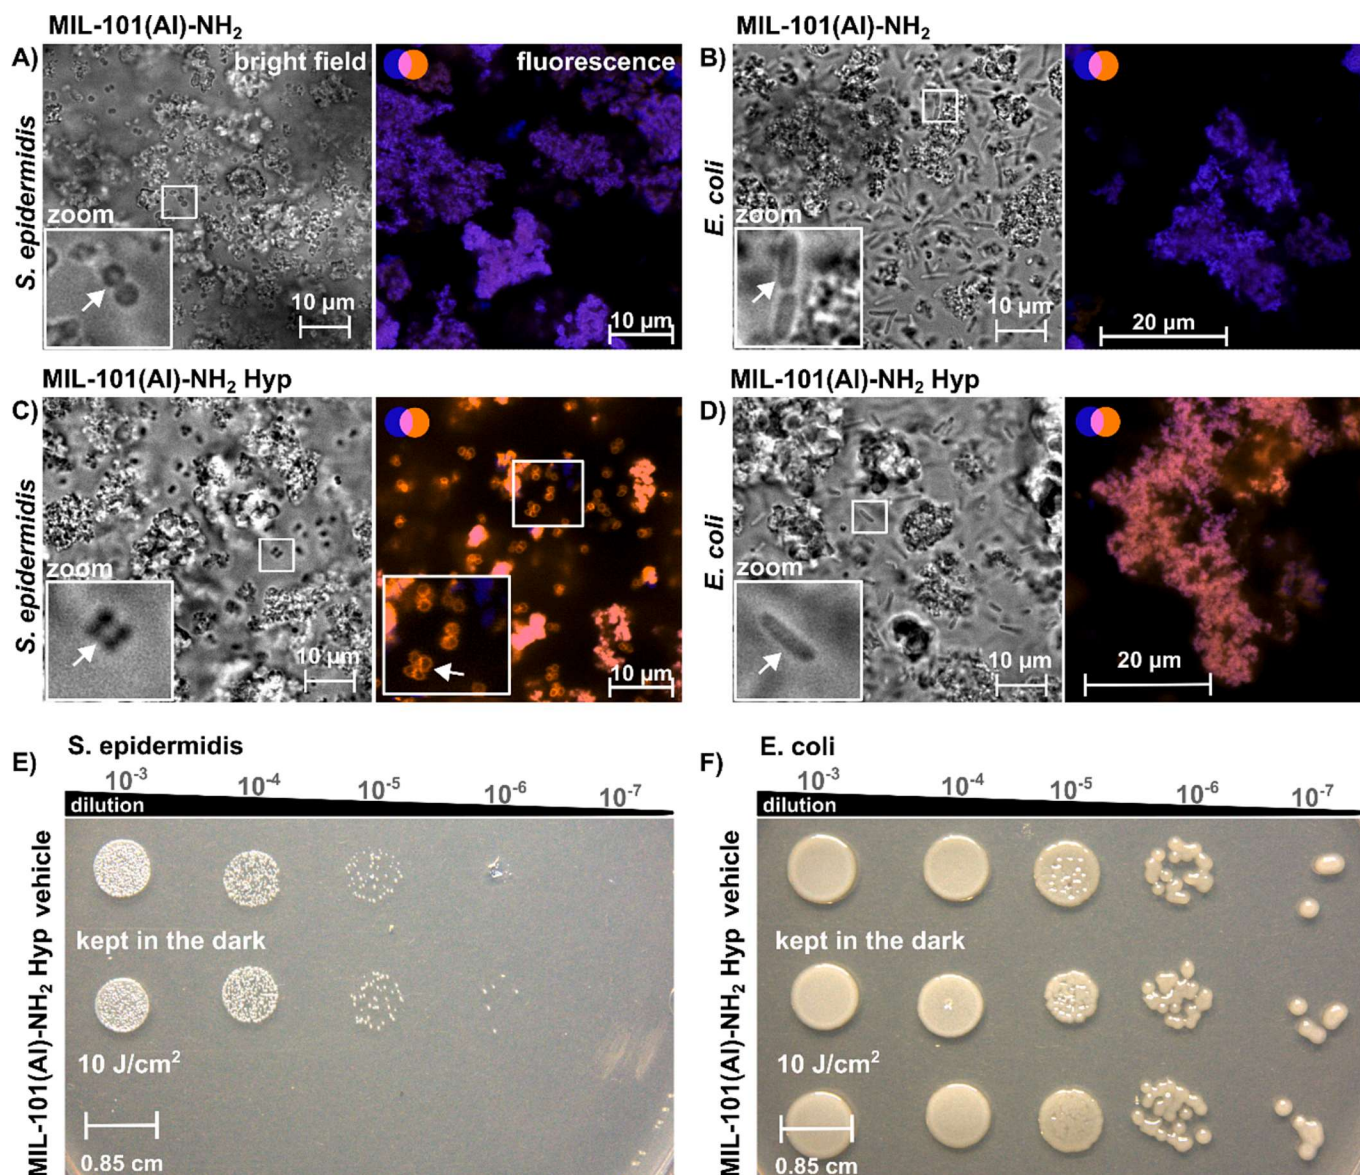 MIL-101(Al)-NH₂
A)
bright field
fluorescence
S. epidermidis
zoom
10 µm
10 µm
MIL-101(Al)-NH₂
B)
E. coli
zoom
10 µm
20 µm
MIL-101(Al)-NH₂ Hyp
C)
S. epidermidis
zoom
10 µm
10 µm
MIL-101(Al)-NH₂ Hyp
D)
E. coli
zoom
10 µm
20 µm
E)
S. epidermidis
10⁻³ 10⁻⁴ 10⁻⁵ 10⁻⁶ 10⁻⁷
dilution
MIL-101(Al)-NH₂ Hyp vehicle
kept in the dark
10 J/cm²
0.85 cm
F)
E. coli
10⁻³ 10⁻⁴ 10⁻⁵ 10⁻⁶ 10⁻⁷
dilution
MIL-101(Al)-NH₂ Hyp vehicle
kept in the dark
10 J/cm²
0.85 cm